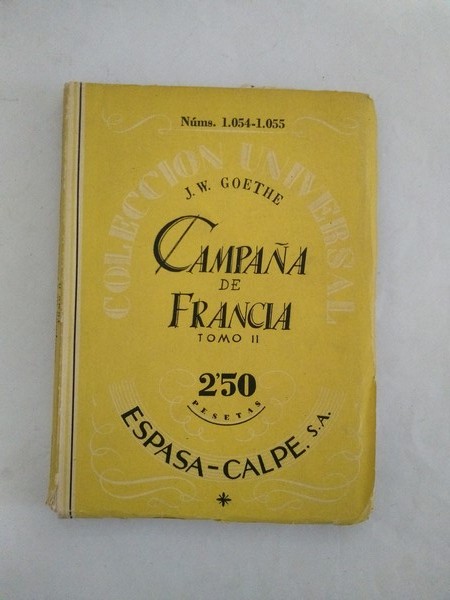 Núms. 1.054-1.055
COLECCION UNIVERSAL
J. W. GOETHE
CAMPAÑA
DE
FRANCIA
TOMO II
2'50
PESETAS
ESPASA-CALPE. S.A.